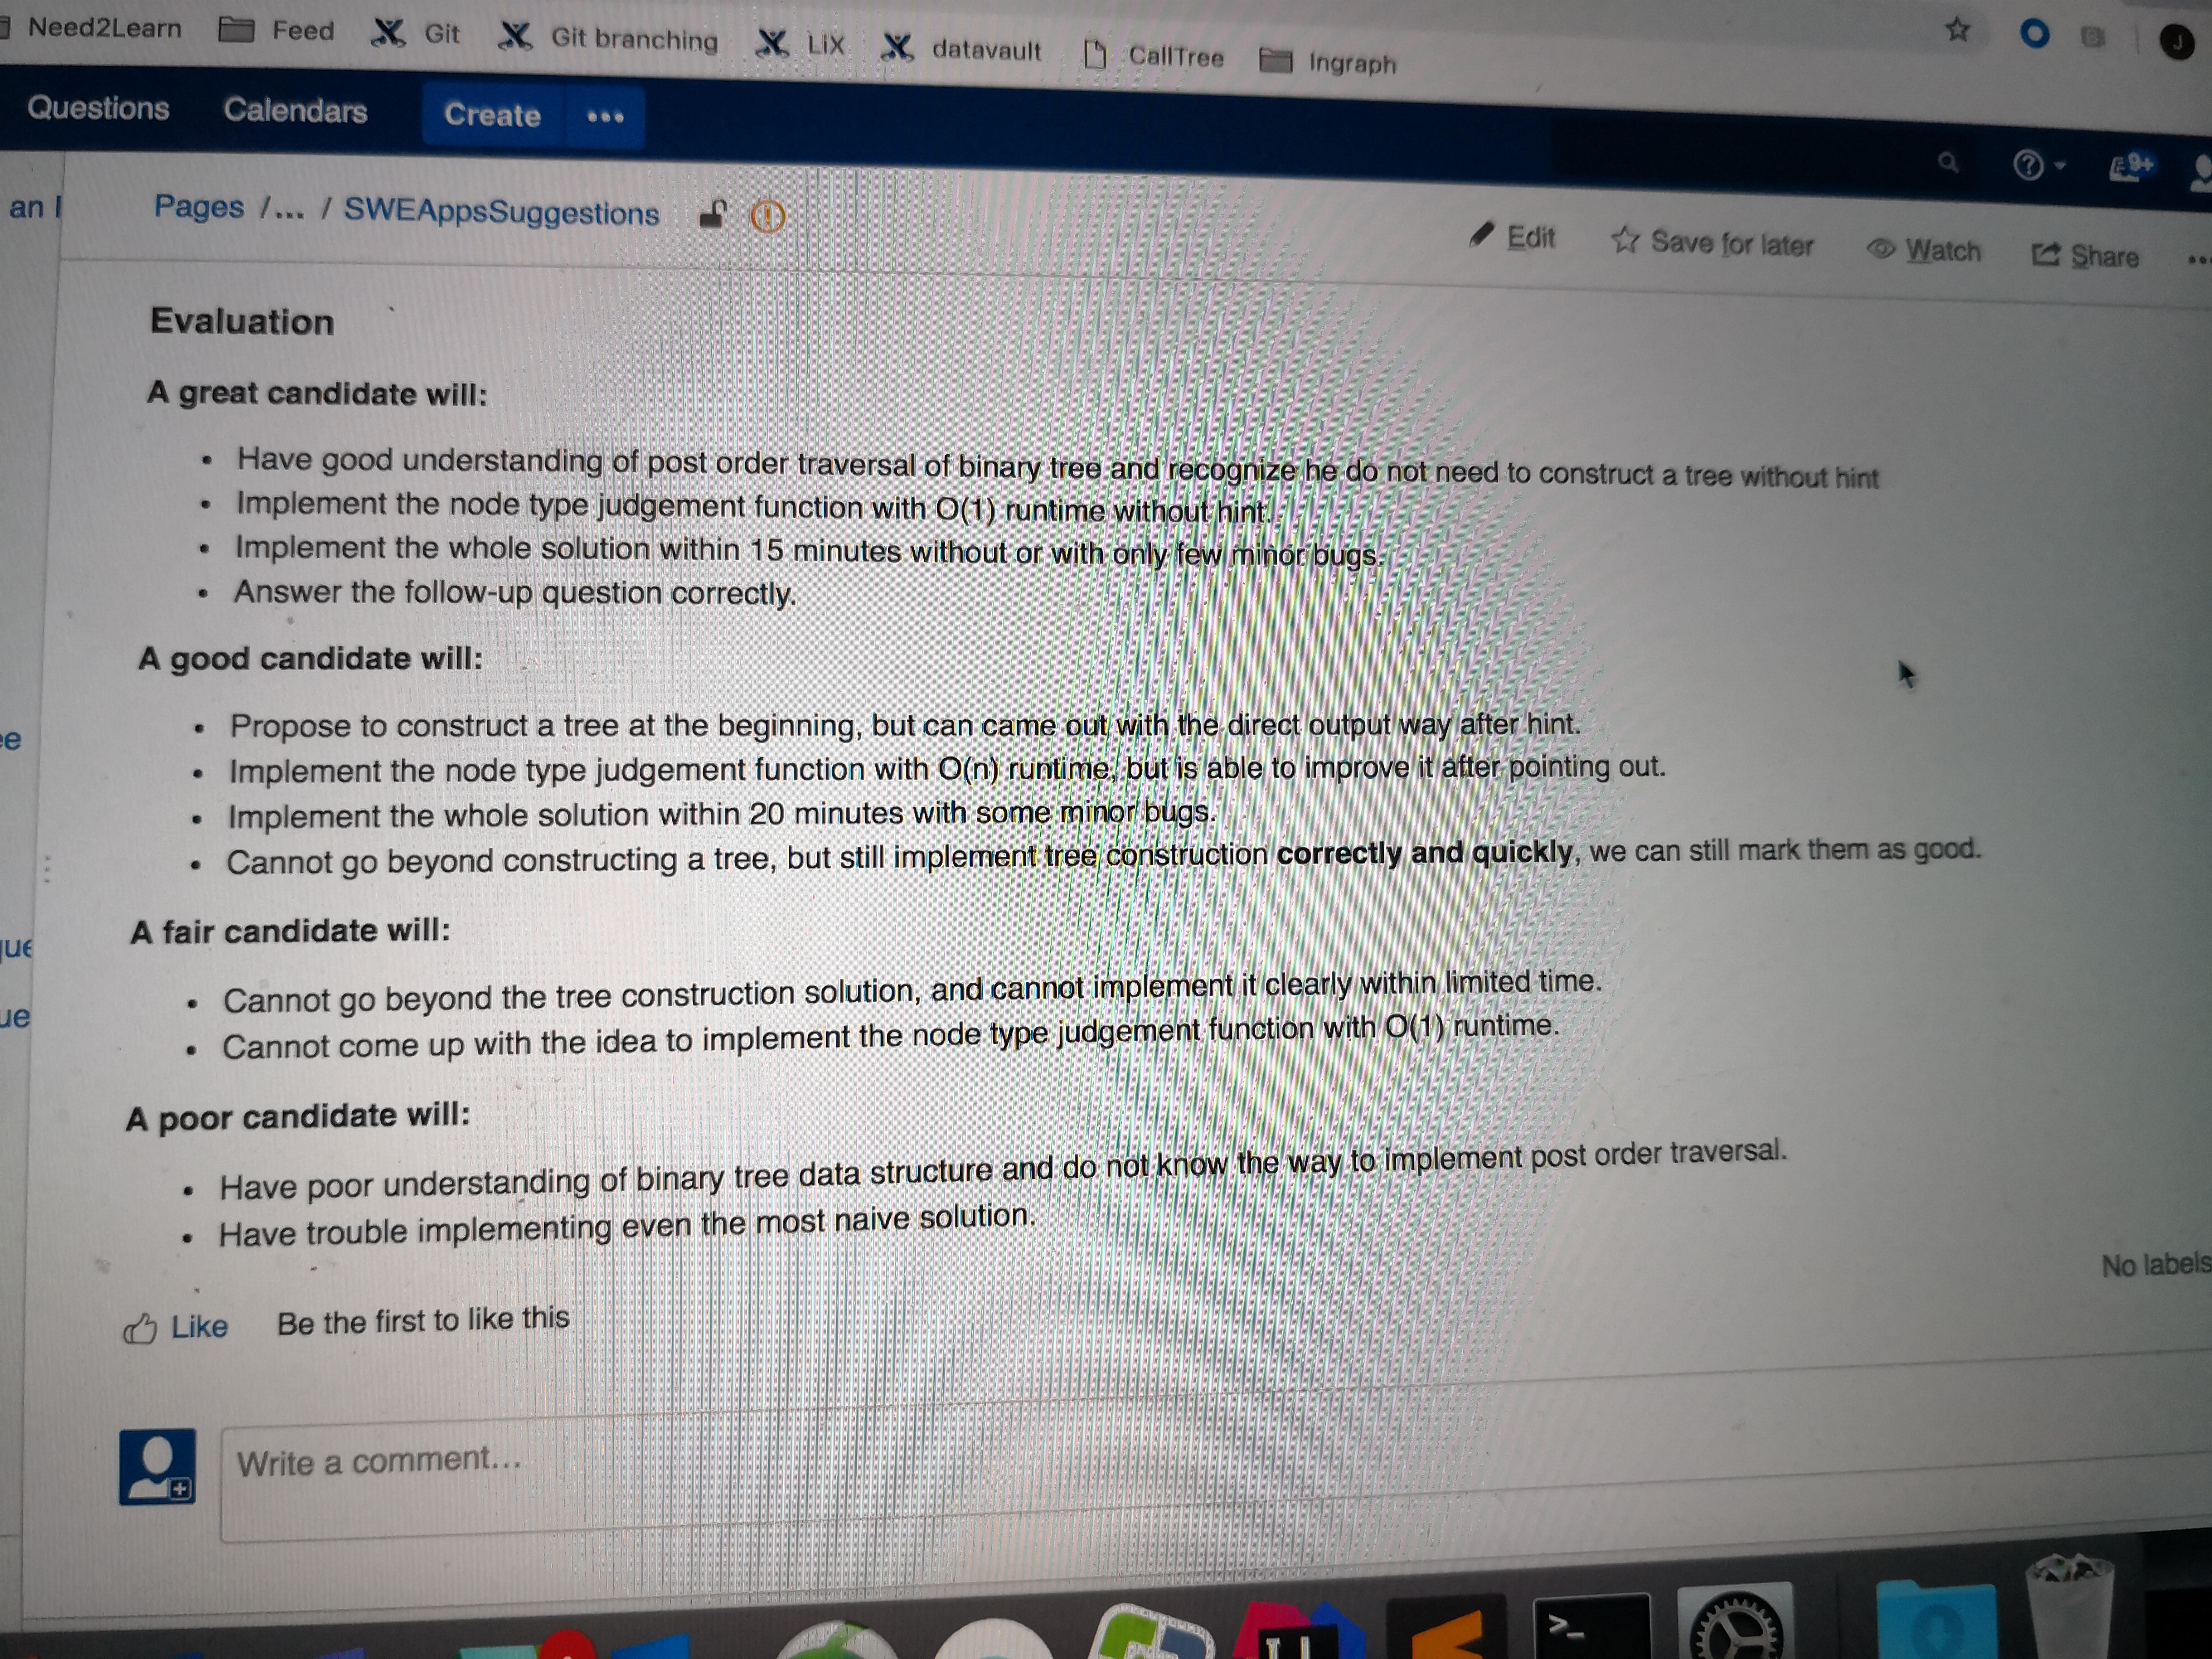 Need2Learn Feed Git Git branching LiX datavault CallTree Ingraph
J
Questions Calendars Create •••
9+
an I
Pages /... / SWEAppsSuggestions
Edit Save for later Watch Share •••
Evaluation
A great candidate will:
• Have good understanding of post order traversal of binary tree and recognize he do not need to construct a tree without hint
• Implement the node type judgement function with O(1) runtime without hint.
• Implement the whole solution within 15 minutes without or with only few minor bugs.
• Answer the follow-up question correctly.
A good candidate will:
• Propose to construct a tree at the beginning, but can came out with the direct output way after hint.
• Implement the node type judgement function with O(n) runtime, but is able to improve it after pointing out.
• Implement the whole solution within 20 minutes with some minor bugs.
• Cannot go beyond constructing a tree, but still implement tree construction correctly and quickly, we can still mark them as good.
A fair candidate will:
• Cannot go beyond the tree construction solution, and cannot implement it clearly within limited time.
• Cannot come up with the idea to implement the node type judgement function with O(1) runtime.
A poor candidate will:
• Have poor understanding of binary tree data structure and do not know the way to implement post order traversal.
• Have trouble implementing even the most naive solution.
No labels
Like Be the first to like this
Write a comment...
>_